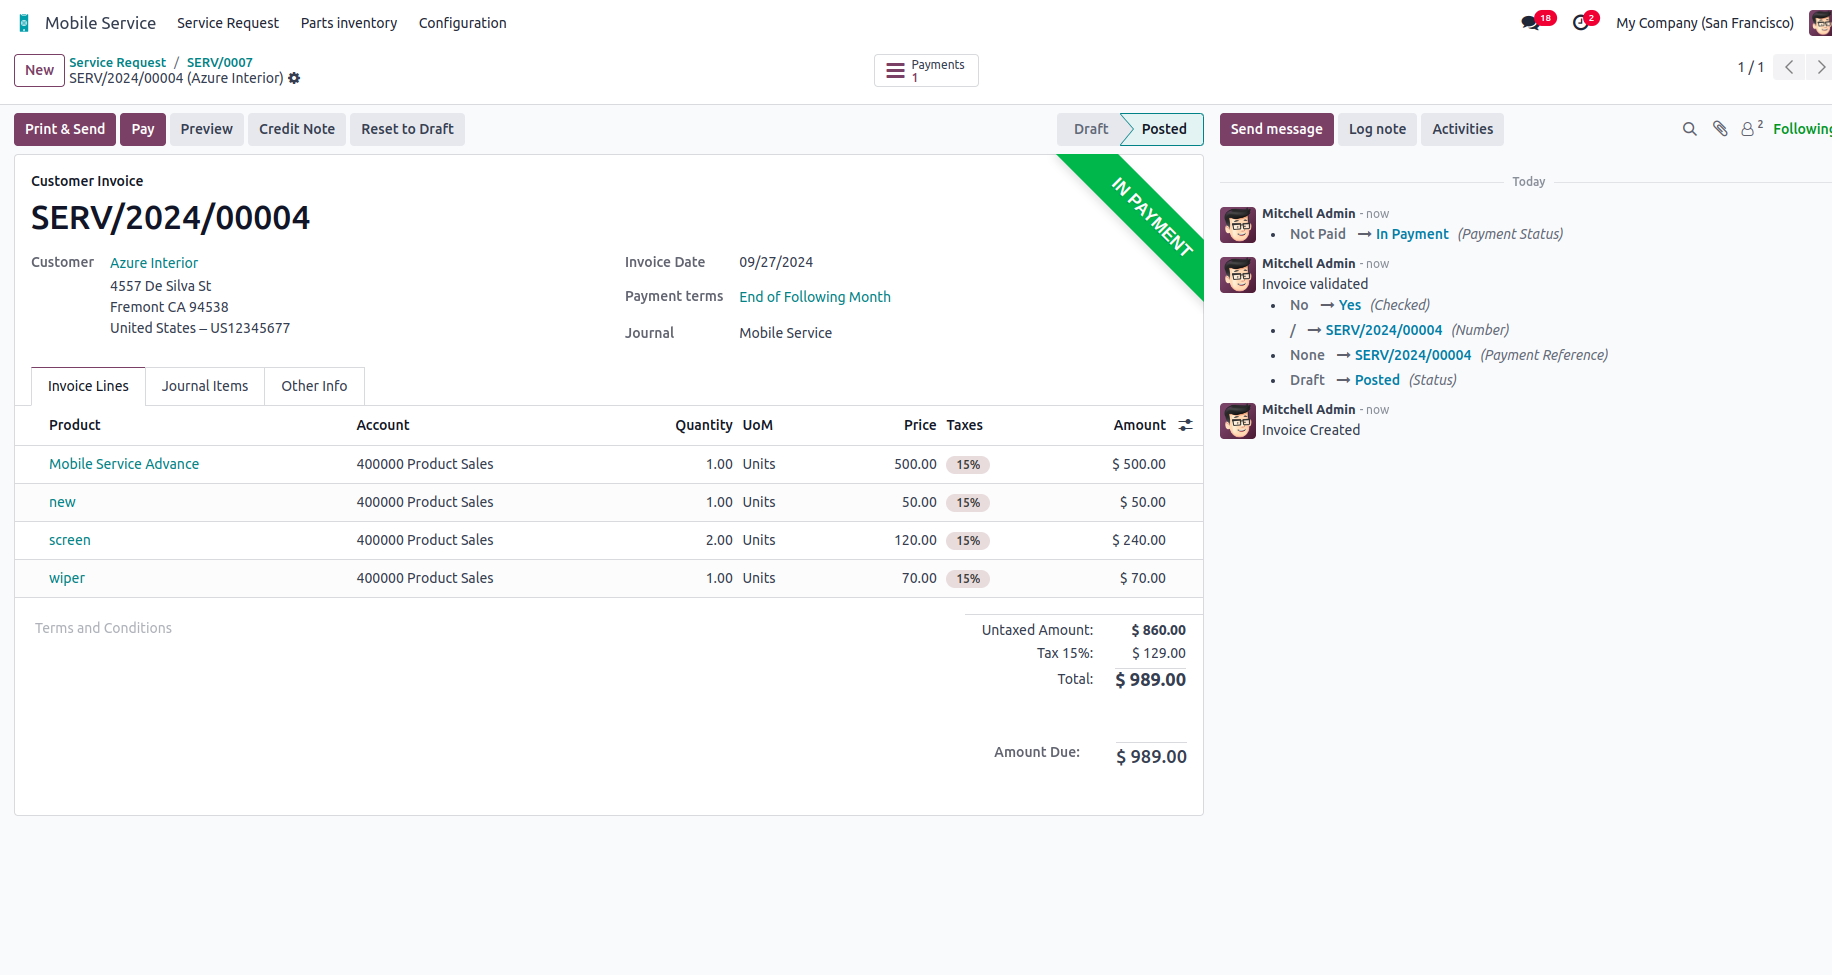 Mobile Service Service Request Parts inventory Configuration 18 2 My Company (San Francisco)
New Service Request / SERV/0007
SERV/2024/00004 (Azure Interior)
Payments
1
1 / 1
Print & Send Pay Preview Credit Note Reset to Draft Draft Posted Send message Log note Activities 2 Following
Customer Invoice
SERV/2024/00004
IN PAYMENT
Customer Azure Interior
4557 De Silva St
Fremont CA 94538
United States – US12345677
Invoice Date 09/27/2024
Payment terms End of Following Month
Journal Mobile Service
Invoice Lines Journal Items Other Info
Product Account Quantity UoM Price Taxes Amount
Mobile Service Advance 400000 Product Sales 1.00 Units 500.00 15% $ 500.00
new 400000 Product Sales 1.00 Units 50.00 15% $ 50.00
screen 400000 Product Sales 2.00 Units 120.00 15% $ 240.00
wiper 400000 Product Sales 1.00 Units 70.00 15% $ 70.00
Terms and Conditions
Untaxed Amount: $ 860.00
Tax 15%: $ 129.00
Total: $ 989.00
Amount Due: $ 989.00
Today
Mitchell Admin - now
• Not Paid → In Payment (Payment Status)
Mitchell Admin - now
Invoice validated
• No → Yes (Checked)
• / → SERV/2024/00004 (Number)
• None → SERV/2024/00004 (Payment Reference)
• Draft → Posted (Status)
Mitchell Admin - now
Invoice Created